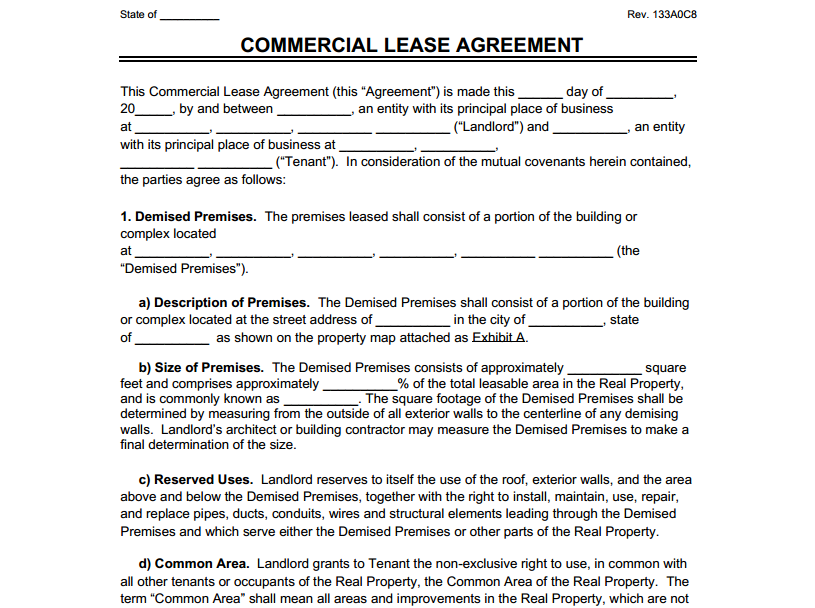 State of __________ Rev. 133A0C8
COMMERCIAL LEASE AGREEMENT
This Commercial Lease Agreement (this “Agreement”) is made this ______ day of _________,
20_____, by and between __________, an entity with its principal place of business
at __________, __________, __________ __________ (“Landlord”) and __________, an entity
with its principal place of business at __________, __________,
__________ __________ (“Tenant”). In consideration of the mutual covenants herein contained,
the parties agree as follows:
1. Demised Premises. The premises leased shall consist of a portion of the building or
complex located
at __________, __________, __________, __________, __________ __________ (the
“Demised Premises”).
a) Description of Premises. The Demised Premises shall consist of a portion of the building
or complex located at the street address of __________ in the city of __________, state
of __________ as shown on the property map attached as Exhibit A.
b) Size of Premises. The Demised Premises consists of approximately __________ square
feet and comprises approximately __________% of the total leasable area in the Real Property,
and is commonly known as __________. The square footage of the Demised Premises shall be
determined by measuring from the outside of all exterior walls to the centerline of any demising
walls. Landlord’s architect or building contractor may measure the Demised Premises to make a
final determination of the size.
c) Reserved Uses. Landlord reserves to itself the use of the roof, exterior walls, and the area
above and below the Demised Premises, together with the right to install, maintain, use, repair,
and replace pipes, ducts, conduits, wires and structural elements leading through the Demised
Premises and which serve either the Demised Premises or other parts of the Real Property.
d) Common Area. Landlord grants to Tenant the non-exclusive right to use, in common with
all other tenants or occupants of the Real Property, the Common Area of the Real Property. The
term “Common Area” shall mean all areas and improvements in the Real Property, which are not